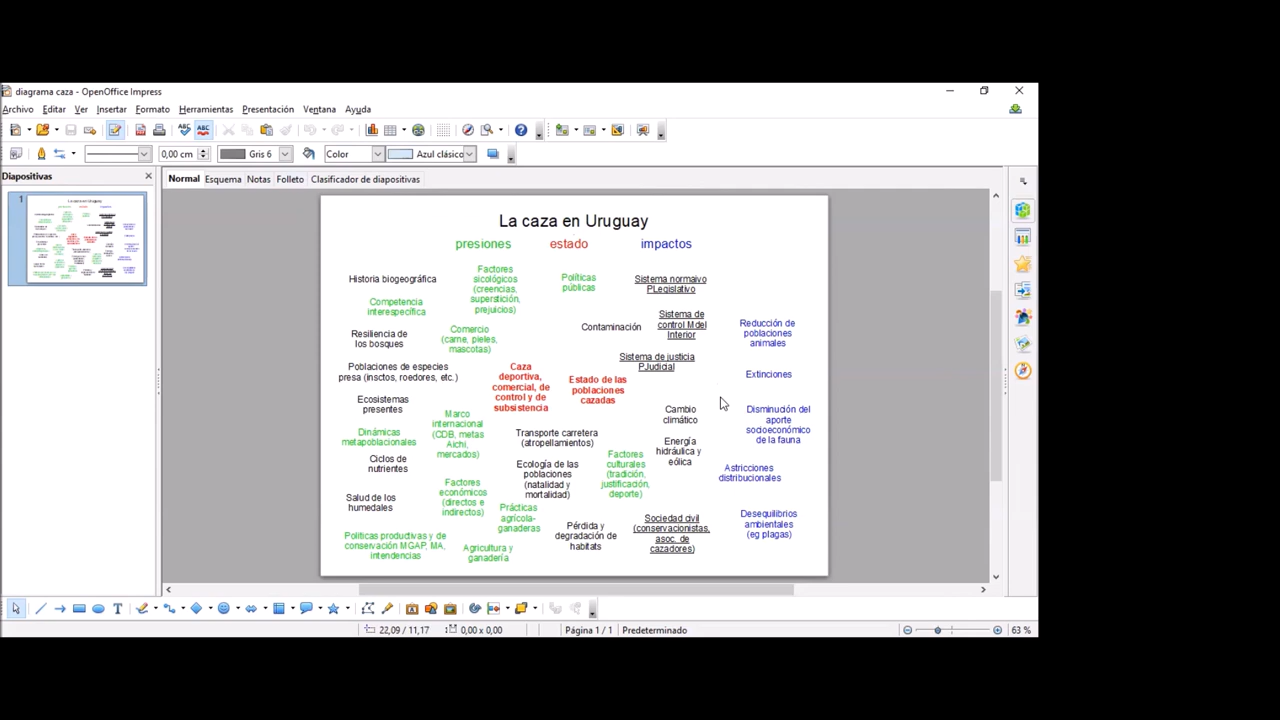 diagrama caza - OpenOffice Impress
Archivo Editar Ver Insertar Formato Herramientas Presentación Ventana Ayuda
0,00 cm Gris 6 Color Azul clásico
Diapositivas
Normal Esquema Notas Folleto Clasificador de diapositivas
1
La caza en Uruguay
presiones estado impactos
Historia biogeográfica
Factores
sicológicos
(creencias,
superstición,
prejuicios)
Políticas
públicas
Sistema normaivo
PLegislativo
Competencia
interespecífica
Resiliencia de
los bosques
Comercio
(carne, pieles,
mascotas)
Contaminación
Sistema de
control Mdel
Interior
Reducción de
poblaciones
animales
Sistema de justicia
PJudicial
Poblaciones de especies
presa (insctos, roedores, etc.)
Caza
deportiva,
comercial, de
control y de
subsistencia
Estado de las
poblaciones
cazadas
Extinciones
Ecosistemas
presentes
Marco
internacional
(CDB, metas
Aichi,
mercados)
Cambio
climático
Disminución del
aporte
socioeconómico
de la fauna
Dinámicas
metapoblacionales
Transporte carretera
(atropellamientos)
Energía
hidráulica y
eólica
Ciclos de
nutrientes
Ecología de las
poblaciones
(natalidad y
mortalidad)
Factores
culturales
(tradición,
justificación,
deporte)
Astricciones
distribucionales
Salud de los
humedales
Factores
económicos
(directos e
indirectos)
Prácticas
agrícola-
ganaderas
Pérdida y
degradación de
habitats
Sociedad civil
(conservacionistas,
asoc. de
cazadores)
Desequilibrios
ambientales
(eg plagas)
Políticas productivas y de
conservación MGAP, MA,
intendencias
Agricultura y
ganadería
22,09 / 11,17 0,00 x 0,00 Página 1 / 1 Predeterminado 63 %